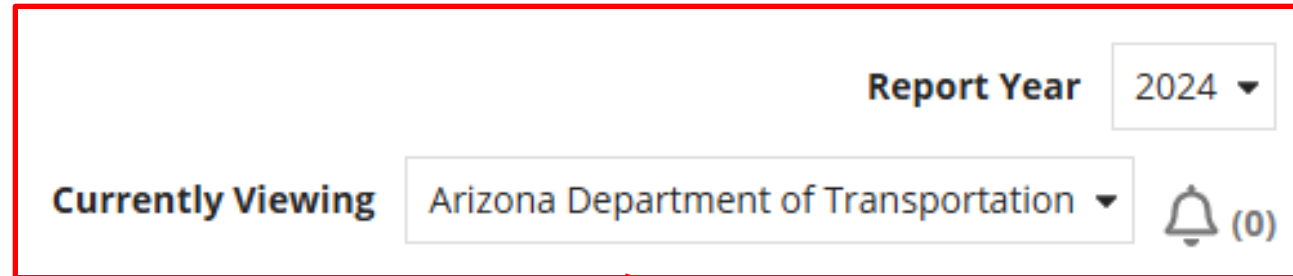 Report Year 2024
Currently Viewing Arizona Department of Transportation (0)